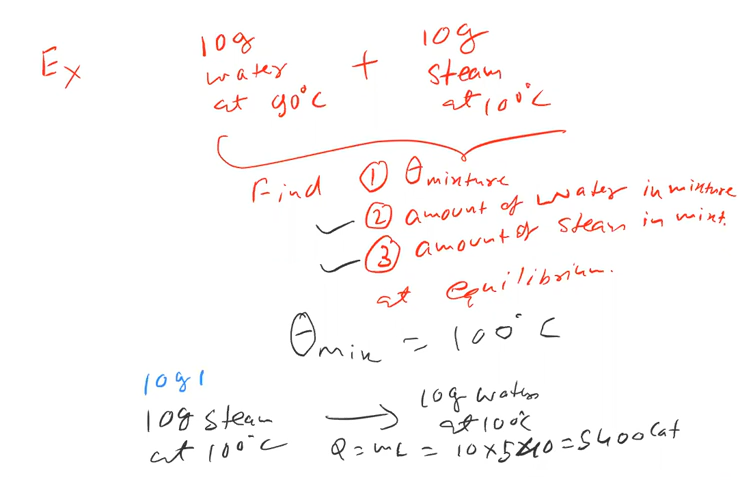 Ex 10g water at 90°C + 10g steam at 100°C
Find ① θmixture
② amount of water in mixture
③ amount of steam in mixt.
at equilibrium.
θmix = 100°C
10g 1
10g steam at 100°C → 10g water at 100°C
Q = mL = 10×540 = 5400 Cal